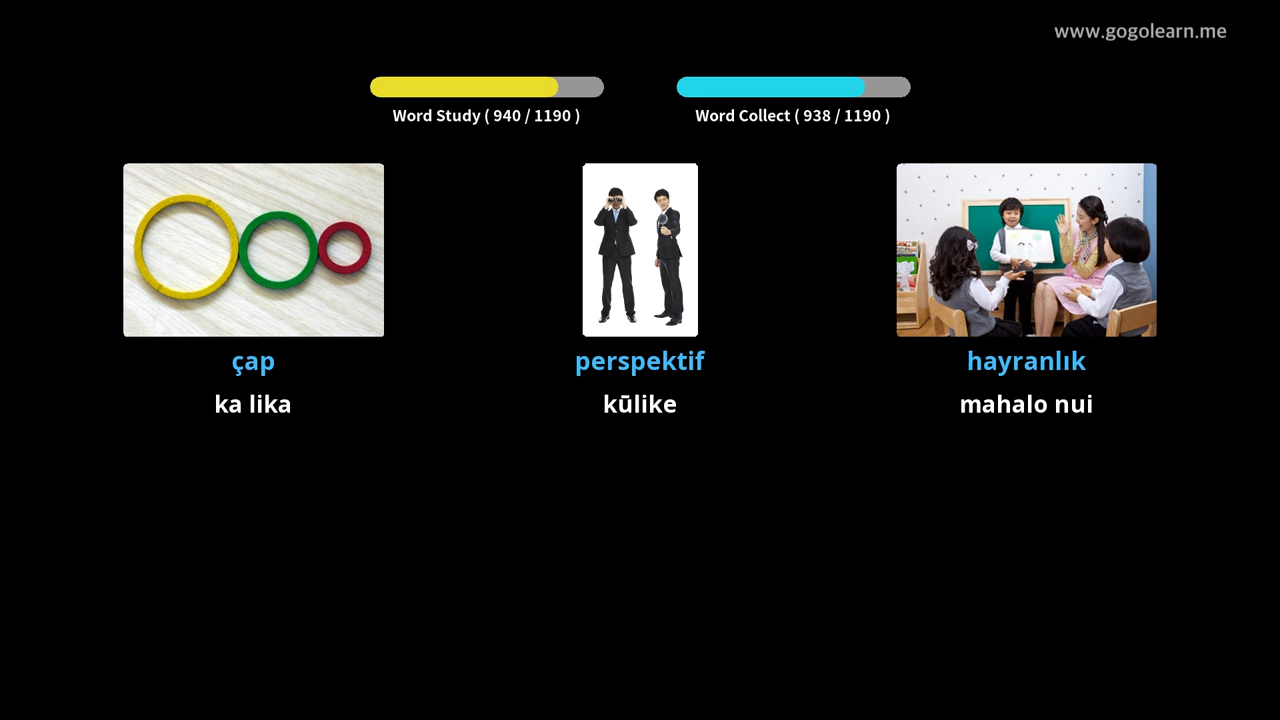 www.gogolearn.me
Word Study ( 940 / 1190 )
Word Collect ( 938 / 1190 )
çap
perspektif
hayranlık
ka lika
kūlike
mahalo nui